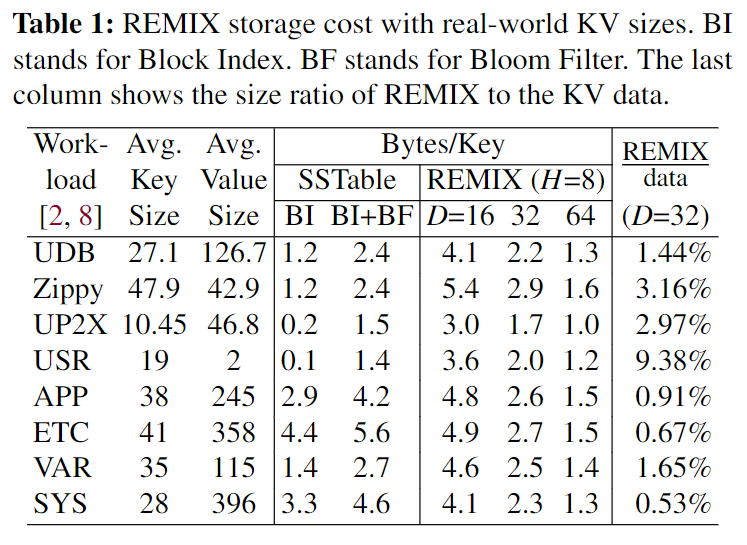 Table 1: REMIX storage cost with real-world KV sizes. BI
stands for Block Index. BF stands for Bloom Filter. The last
column shows the size ratio of REMIX to the KV data.
Work- Avg. Avg. Bytes/Key REMIX
load Key Value SSTable REMIX (H=8) data
[2, 8] Size Size BI BI+BF D=16 32 64 (D=32)
UDB 27.1 126.7 1.2 2.4 4.1 2.2 1.3 1.44%
Zippy 47.9 42.9 1.2 2.4 5.4 2.9 1.6 3.16%
UP2X 10.45 46.8 0.2 1.5 3.0 1.7 1.0 2.97%
USR 19 2 0.1 1.4 3.6 2.0 1.2 9.38%
APP 38 245 2.9 4.2 4.8 2.6 1.5 0.91%
ETC 41 358 4.4 5.6 4.9 2.7 1.5 0.67%
VAR 35 115 1.4 2.7 4.6 2.5 1.4 1.65%
SYS 28 396 3.3 4.6 4.1 2.3 1.3 0.53%